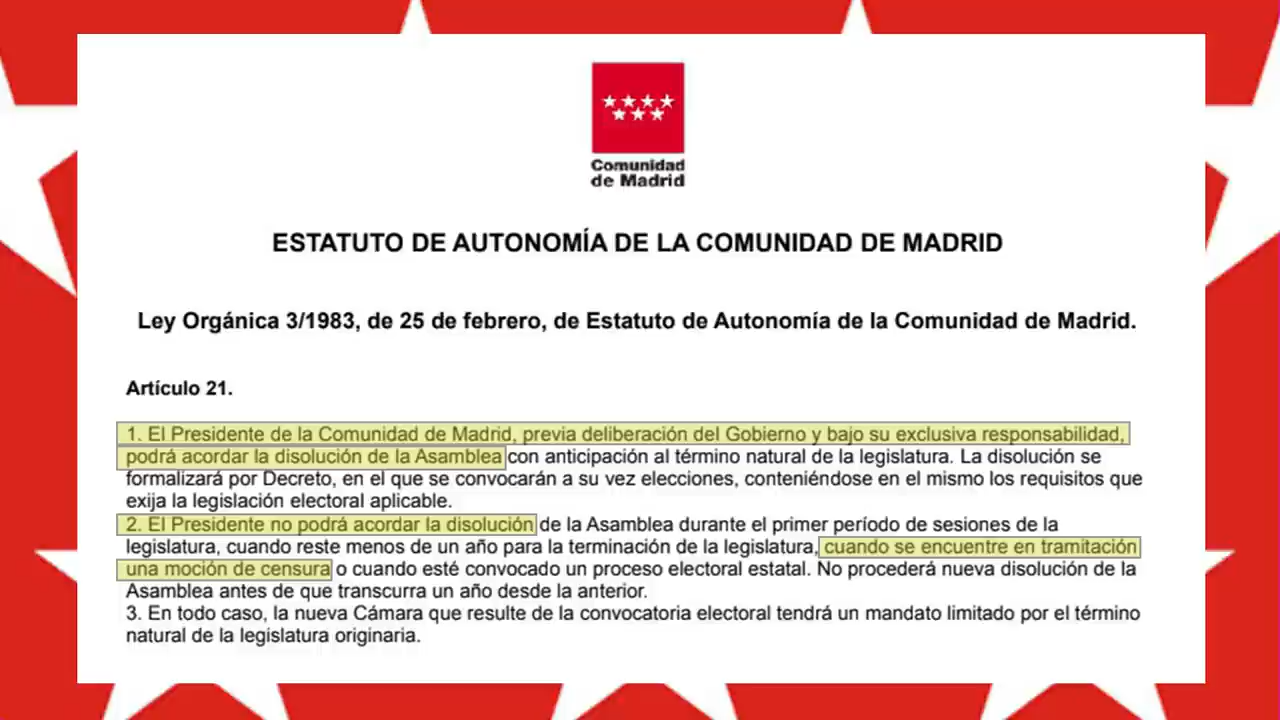 Comunidad
de Madrid
ESTATUTO DE AUTONOMÍA DE LA COMUNIDAD DE MADRID
Ley Orgánica 3/1983, de 25 de febrero, de Estatuto de Autonomía de la Comunidad de Madrid.
Artículo 21.
1. El Presidente de la Comunidad de Madrid, previa deliberación del Gobierno y bajo su exclusiva responsabilidad,
podrá acordar la disolución de la Asamblea con anticipación al término natural de la legislatura. La disolución se
formalizará por Decreto, en el que se convocarán a su vez elecciones, conteniéndose en el mismo los requisitos que
exija la legislación electoral aplicable.
2. El Presidente no podrá acordar la disolución de la Asamblea durante el primer período de sesiones de la
legislatura, cuando reste menos de un año para la terminación de la legislatura, cuando se encuentre en tramitación
una moción de censura o cuando esté convocado un proceso electoral estatal. No procederá nueva disolución de la
Asamblea antes de que transcurra un año desde la anterior.
3. En todo caso, la nueva Cámara que resulte de la convocatoria electoral tendrá un mandato limitado por el término
natural de la legislatura originaria.